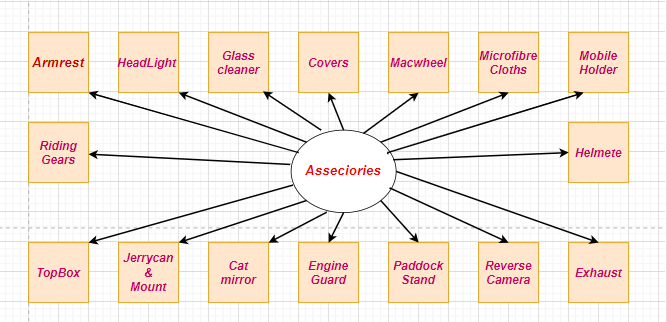 Armrest
HeadLight
Glass
cleaner
Covers
Macwheel
Microfibre
Cloths
Mobile
Holder
Riding
Gears
Asseciories
Helmete
TopBox
Jerrycan
&
Mount
Cat
mirror
Engine
Guard
Paddock
Stand
Reverse
Camera
Exhaust